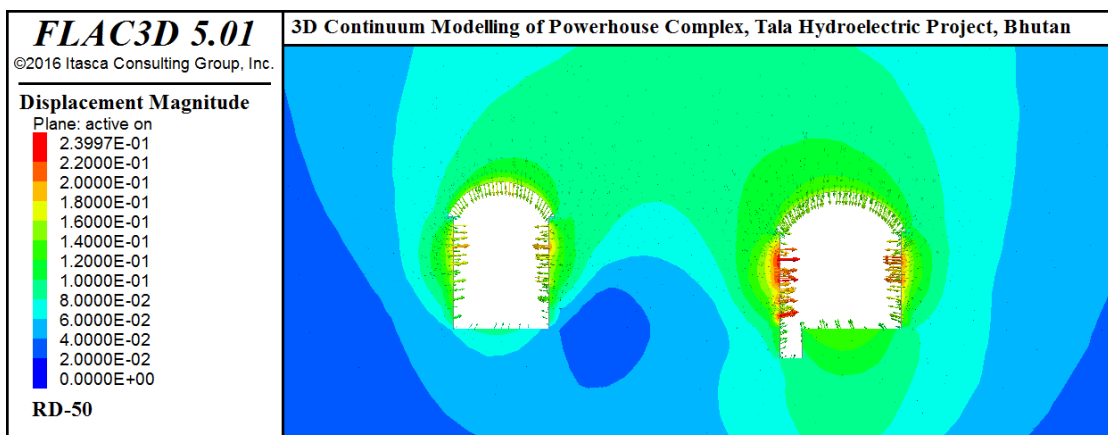 FLAC3D 5.01
©2016 Itasca Consulting Group, Inc.
3D Continuum Modelling of Powerhouse Complex, Tala Hydroelectric Project, Bhutan
Displacement Magnitude
Plane: active on
2.3997E-01
2.2000E-01
2.0000E-01
1.8000E-01
1.6000E-01
1.4000E-01
1.2000E-01
1.0000E-01
8.0000E-02
6.0000E-02
4.0000E-02
2.0000E-02
0.0000E+00
RD-50